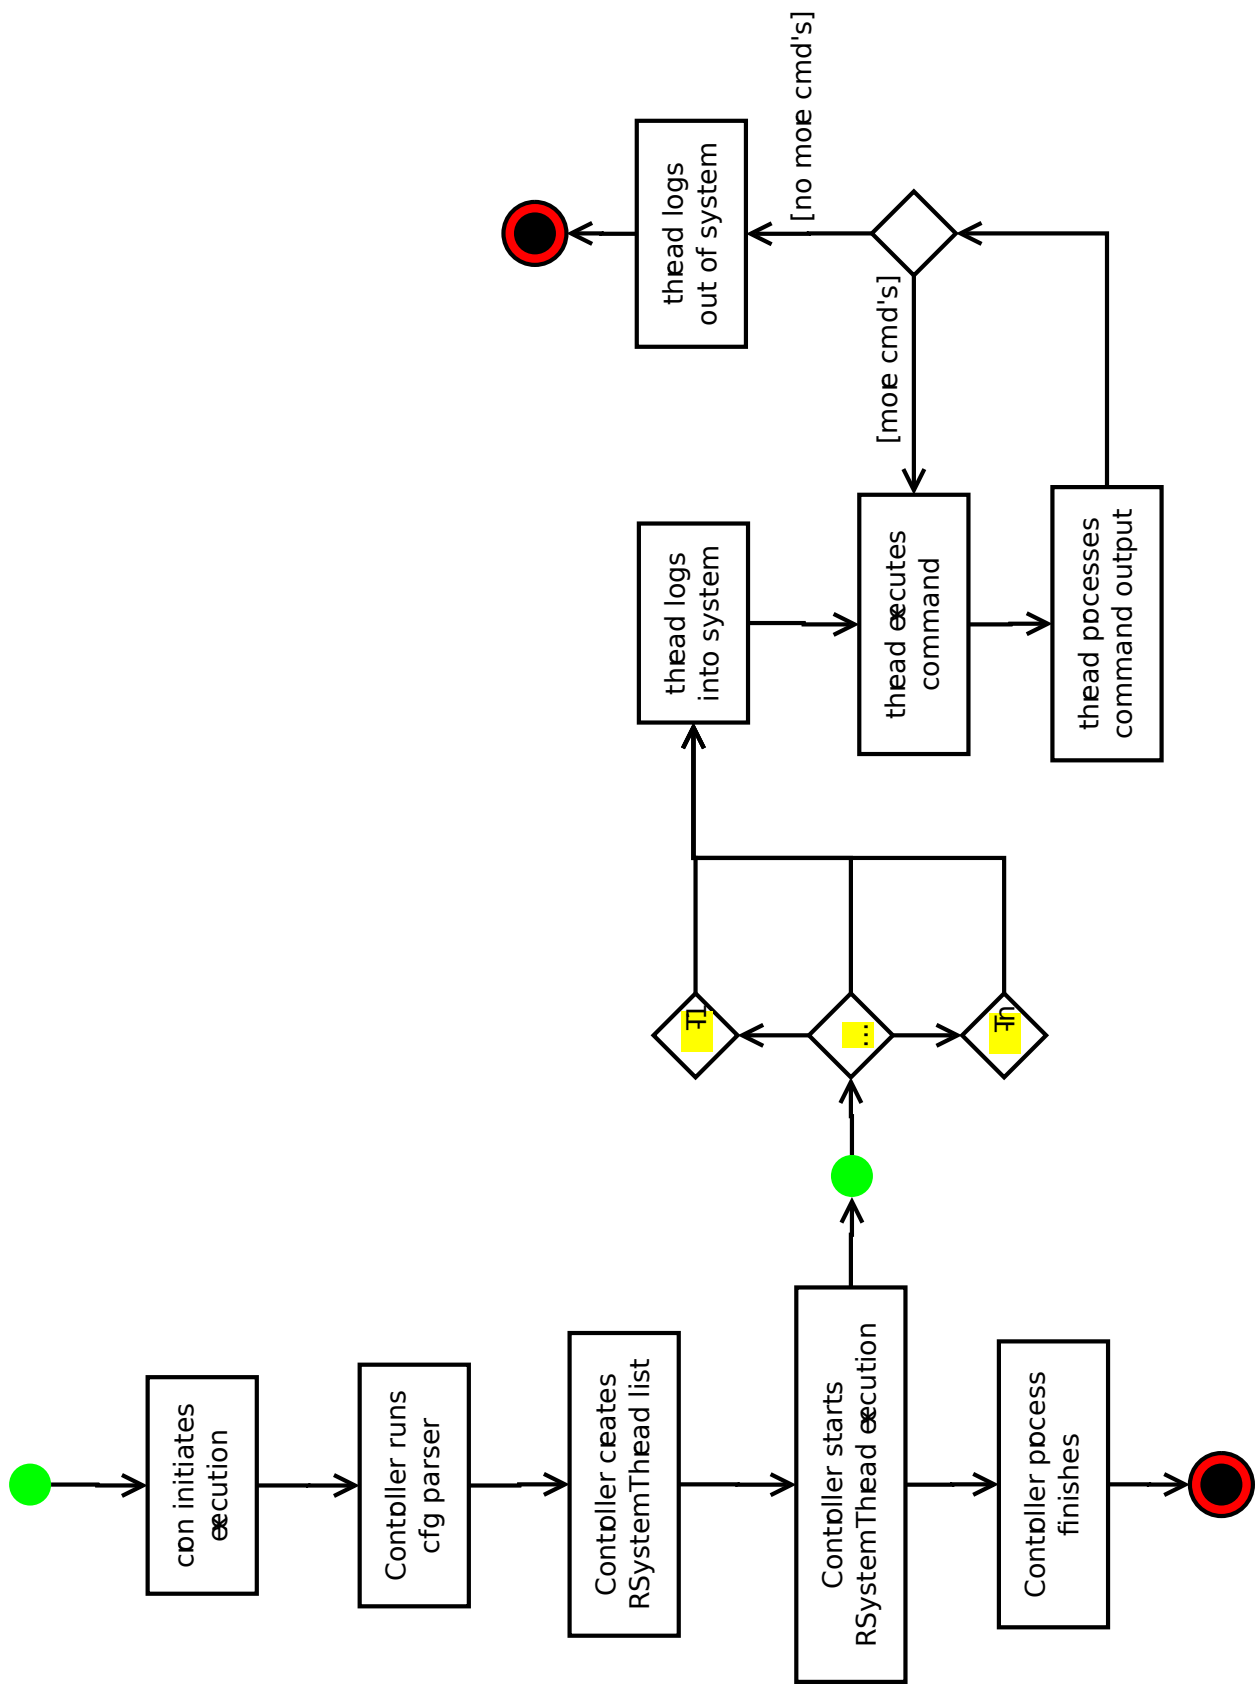 cron initiates
execution
Controller runs
cfg parser
Controller creates
RSystemThread list
Controller starts
RSystemThread execution
Controller process
finishes
T1
...
Tn
thread logs
into system
thread executes
command
thread processes
command output
[more cmd's]
[no more cmd's]
thread logs
out of system